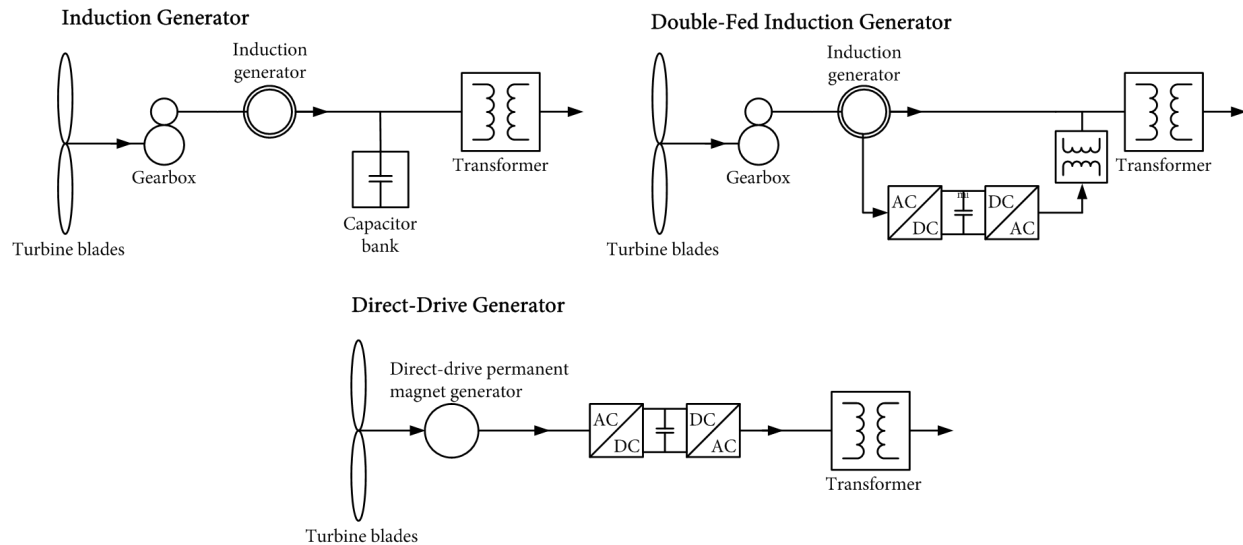 Induction Generator
Induction
generator
Gearbox
Transformer
Capacitor
bank
Turbine blades
Double-Fed Induction Generator
Induction
generator
Gearbox
Transformer
AC
DC
DC
AC
Turbine blades
Direct-Drive Generator
Direct-drive permanent
magnet generator
AC
DC
DC
AC
Transformer
Turbine blades